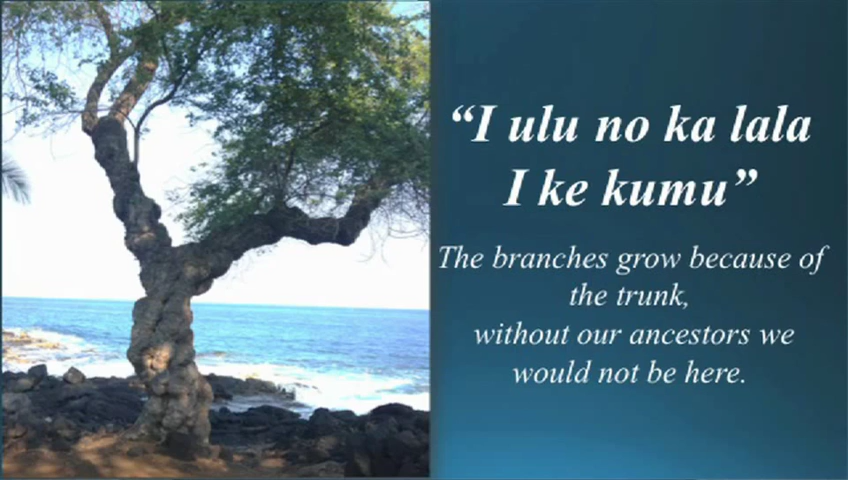 “I ulu no ka lala
I ke kumu”
The branches grow because of
the trunk,
without our ancestors we
would not be here.